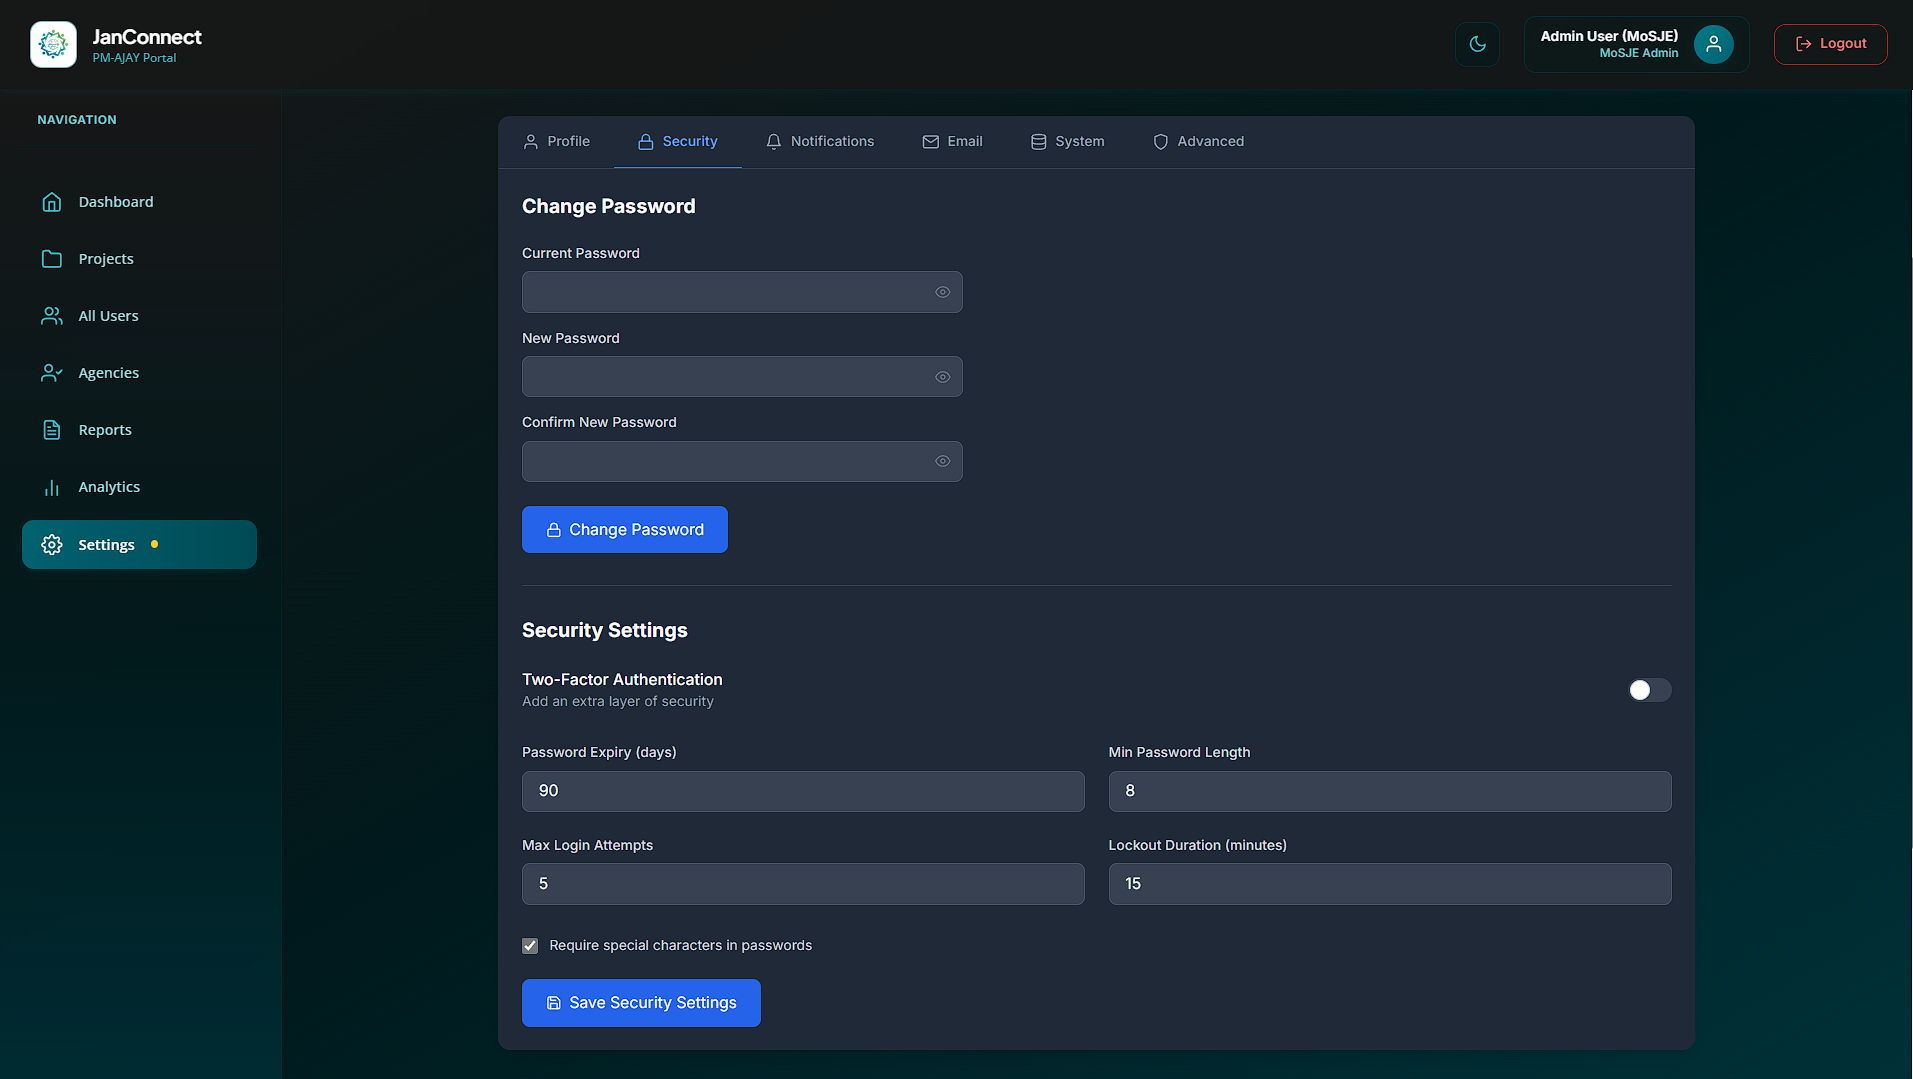 JanConnect
PM-AJAY Portal
Admin User (MoSJE)
MoSJE Admin
Logout
NAVIGATION
Dashboard
Projects
All Users
Agencies
Reports
Analytics
Settings
Profile
Security
Notifications
Email
System
Advanced
Change Password
Current Password
New Password
Confirm New Password
Change Password
Security Settings
Two-Factor Authentication
Add an extra layer of security
Password Expiry (days)
Min Password Length
90
8
Max Login Attempts
Lockout Duration (minutes)
5
15
Require special characters in passwords
Save Security Settings